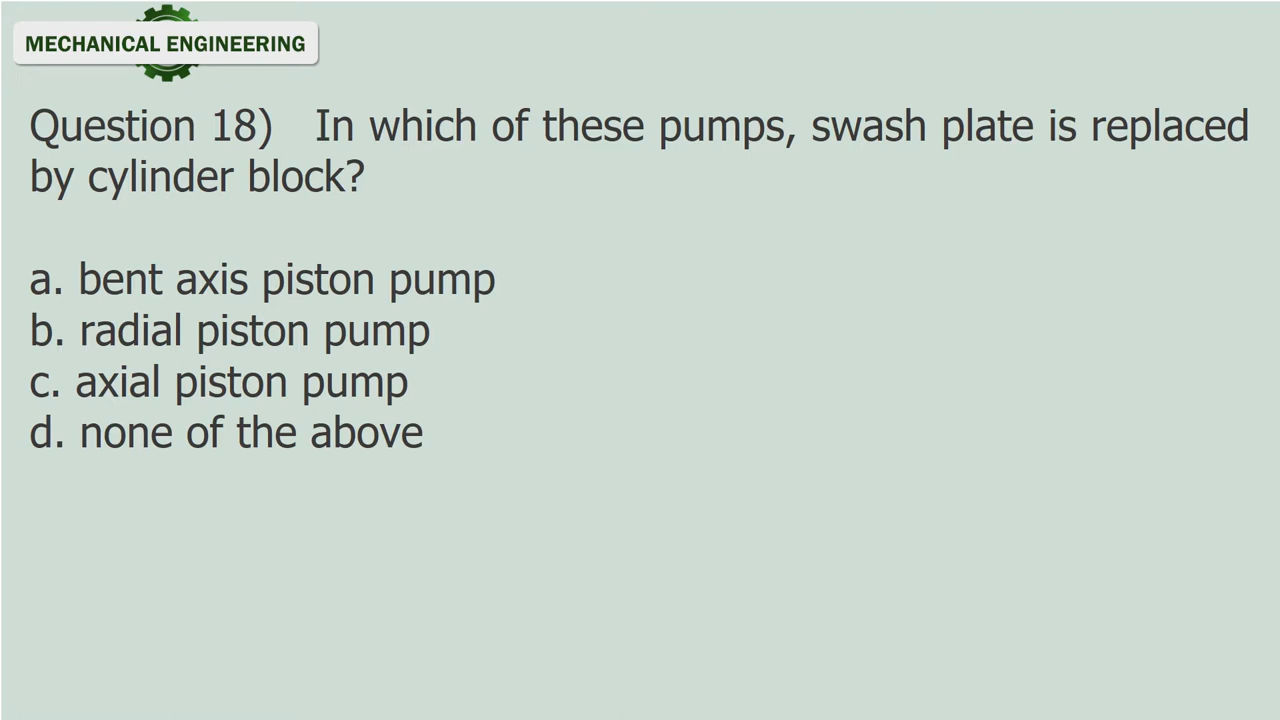 MECHANICAL ENGINEERING
Question 18) In which of these pumps, swash plate is replaced
by cylinder block?
a. bent axis piston pump
b. radial piston pump
c. axial piston pump
d. none of the above